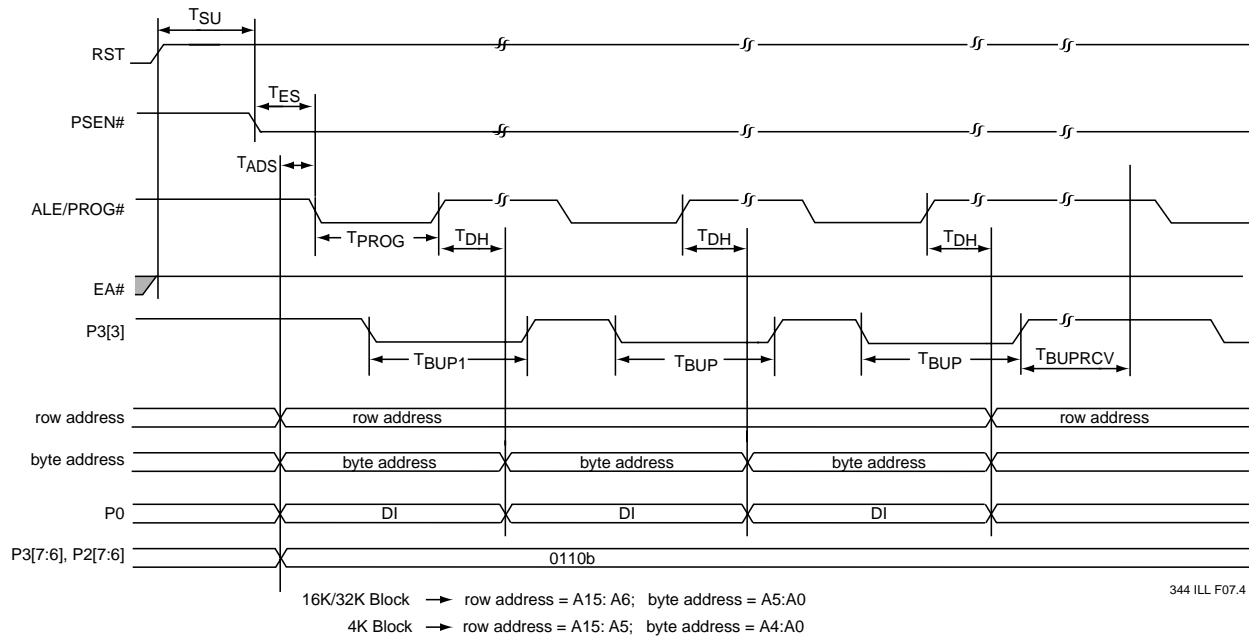 TSU
RST
TES
PSEN#
TADS
ALE/PROG#
TPROG TDH TDH TDH
EA#
P3[3]
TBUP1 TBUP TBUP TBUPRCV
row address row address row address
byte address byte address byte address byte address
P0 DI DI DI
P3[7:6], P2[7:6] 0110b
344 ILL F07.4
16K/32K Block → row address = A15: A6; byte address = A5:A0
4K Block → row address = A15: A5; byte address = A4:A0